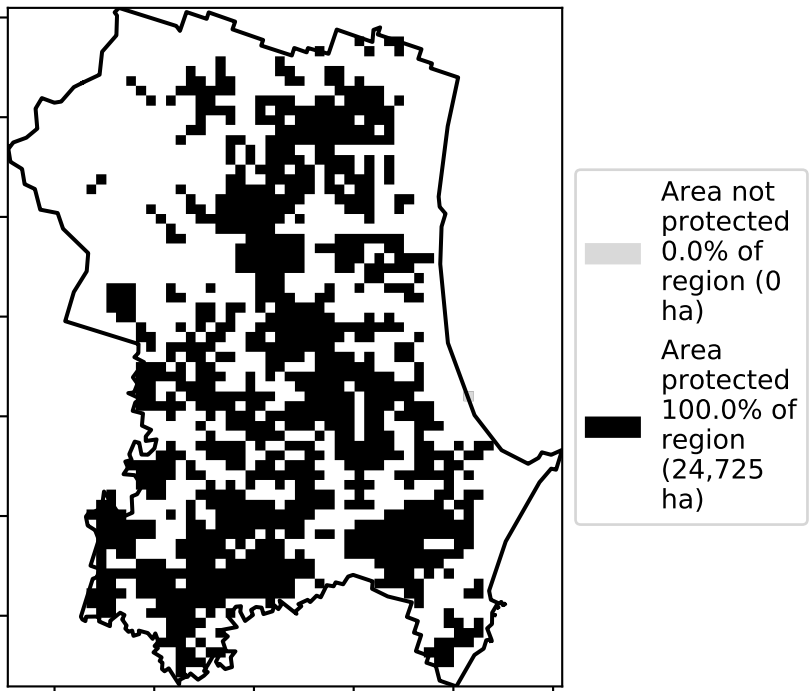 Area not
protected
0.0% of
region (0
ha)
Area
protected
100.0% of
region
(24,725
ha)